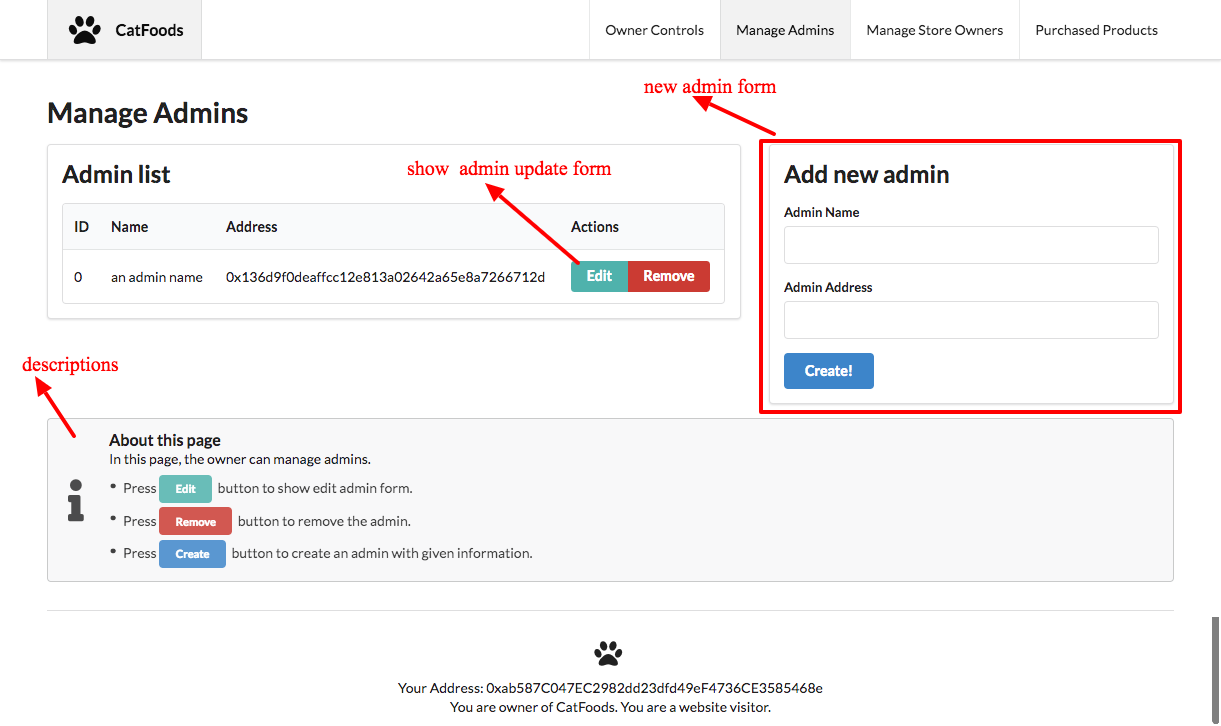 CatFoods
Owner Controls
Manage Admins
Manage Store Owners
Purchased Products
new admin form
Manage Admins
Admin list
show admin update form
ID Name Address Actions
0 an admin name 0x136d9f0deaffcc12e813a02642a65e8a7266712d Edit Remove
Add new admin
Admin Name
Admin Address
Create!
descriptions
About this page
In this page, the owner can manage admins.
• Press Edit button to show edit admin form.
• Press Remove button to remove the admin.
• Press Create button to create an admin with given information.
Your Address: 0xab587C047EC2982dd23dfd49eF4736CE3585468e
You are owner of CatFoods. You are a website visitor.